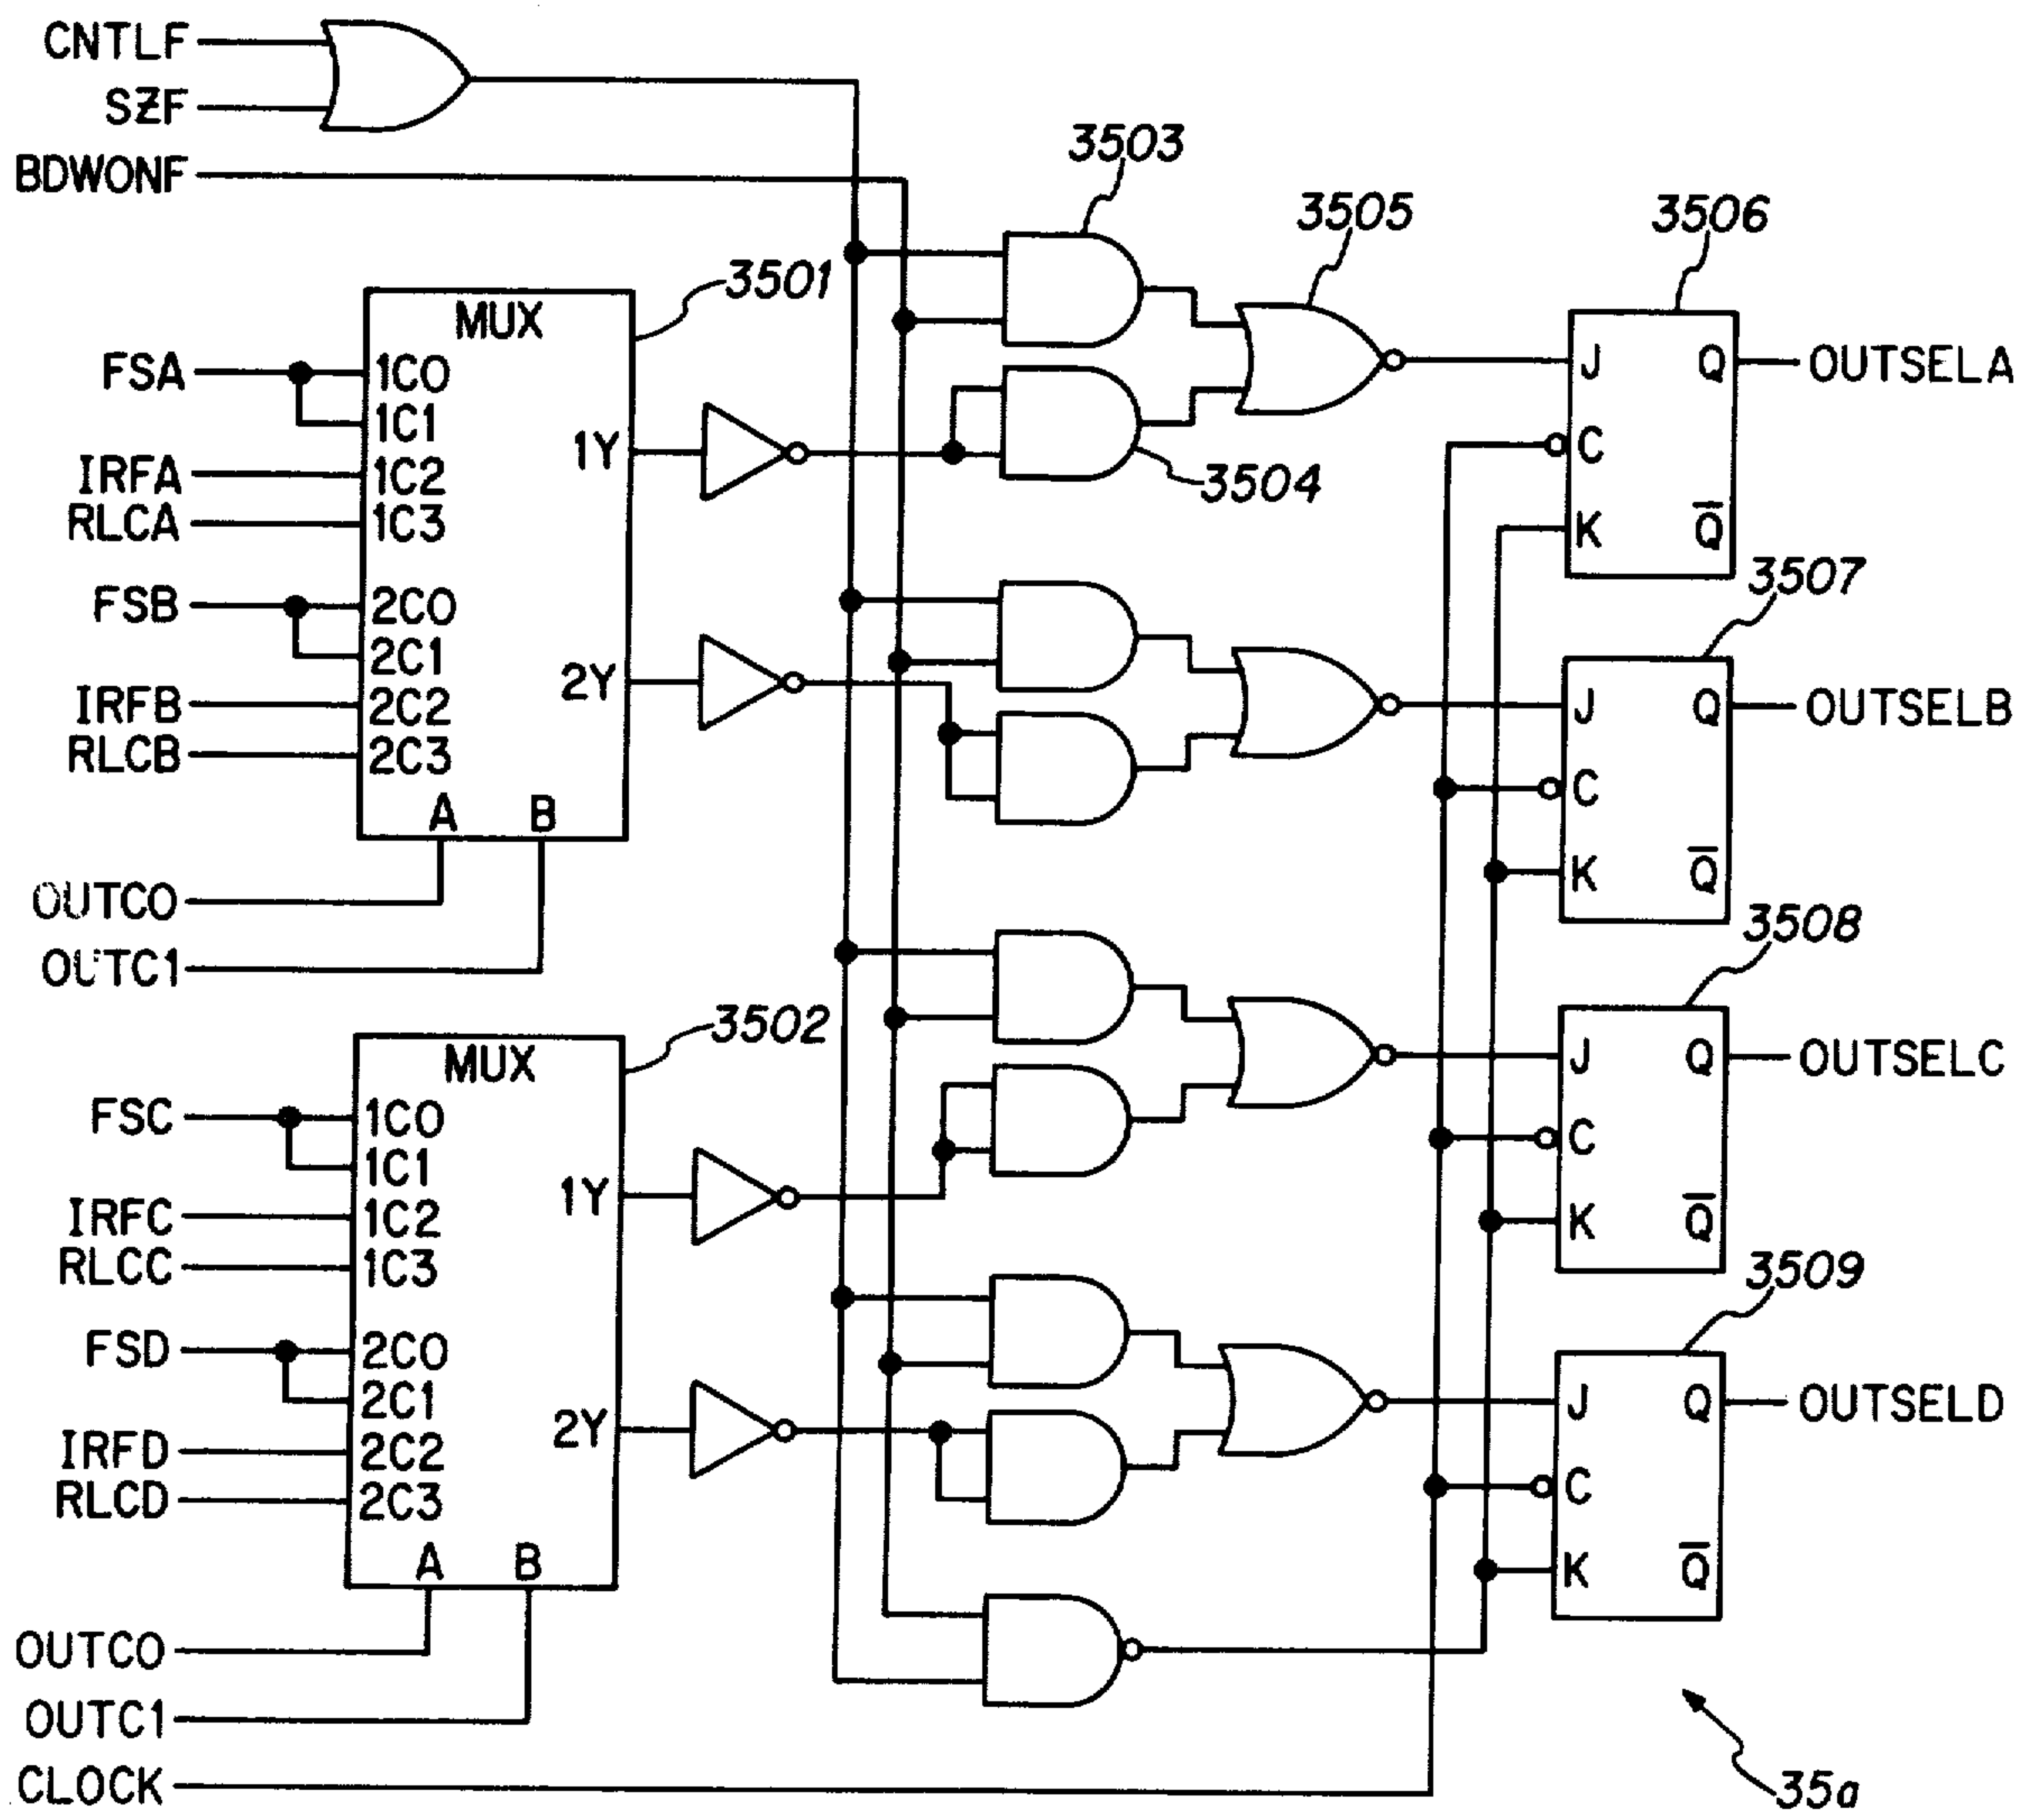 CNTLF
SZF
BDWONF
3503
3505
3506
3501
MUX
FSA
1C0
1C1
IRFA
1C2
RLCA
1C3
1Y
FSB
2C0
2C1
IRFB
2C2
RLCB
2C3
2Y
A
B
OUTC0
OUTC1
3504
J
Q
OUTSELA
C
K
Q
3507
J
Q
OUTSELB
C
K
Q
3502
MUX
FSC
1C0
1C1
IRFC
1C2
RLCC
1C3
1Y
FSD
2C0
2C1
IRFD
2C2
RLCD
2C3
2Y
A
B
OUTC0
OUTC1
CLOCK
3508
J
Q
OUTSELC
C
K
Q
3509
J
Q
OUTSELD
C
K
Q
35a